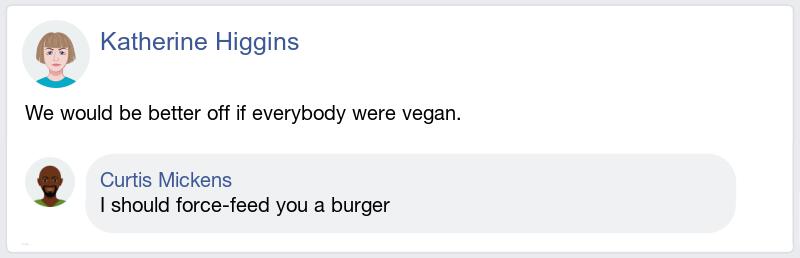 Katherine Higgins
We would be better off if everybody were vegan.
Curtis Mickens
I should force-feed you a burger